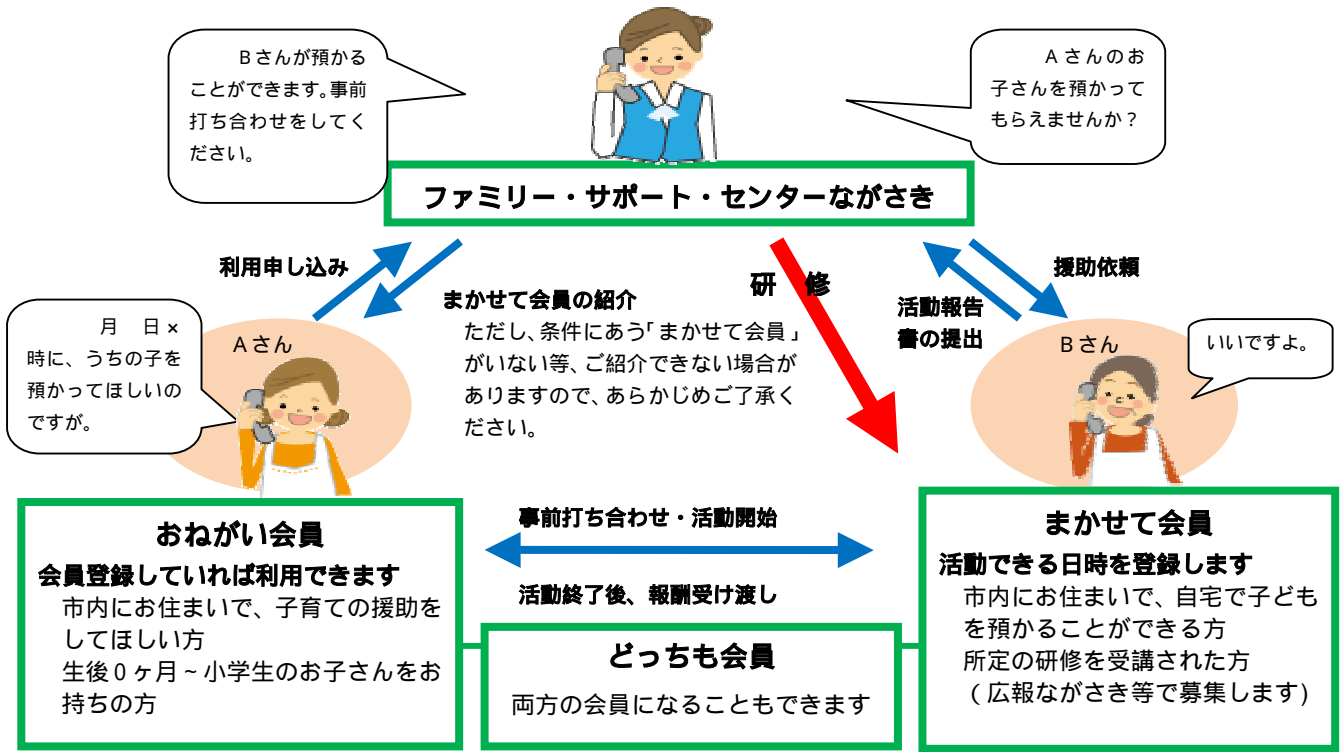 Bさんが預かる
ことができます。事前
打ち合わせをしてく
ださい。
Aさんのお
子さんを預かって
もらえませんか？
ファミリー・サポート・センターながさき
利用申し込み
まかせて会員の紹介
ただし、条件にあう「まかせて会員」
がいない等、ご紹介できない場合が
ありますので、あらかじめご了承く
ださい。
研 修
活動報告
書の提出
援助依頼
月 日×
時に、うちの子を
預かってほしいの
ですが。
Aさん
Bさん
いいですよ。
おねがい会員
会員登録していれば利用できます
市内にお住まいで、子育ての援助を
してほしい方
生後0ヶ月～小学生のお子さんをお
持ちの方
事前打ち合わせ・活動開始
活動終了後、報酬受け渡し
どっちも会員
両方の会員になることもできます
まかせて会員
活動できる日時を登録します
市内にお住まいで、自宅で子ども
を預かることができる方
所定の研修を受講された方
（広報ながさき等で募集します)